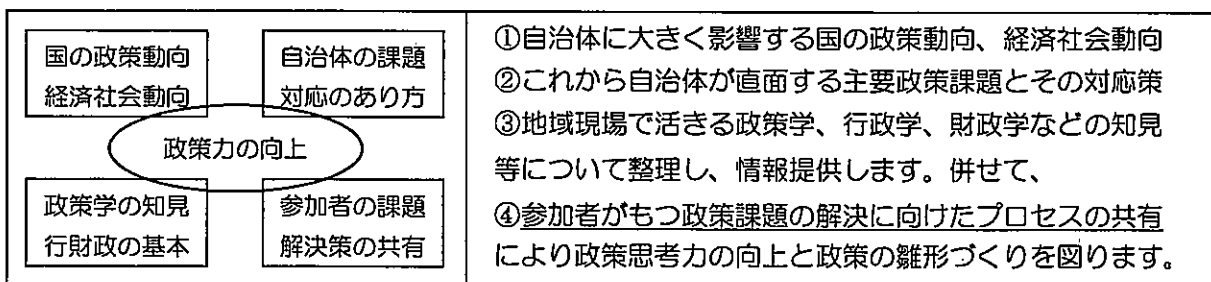 国の政策動向
経済社会動向
自治体の課題
対応のあり方
政策力の向上
政策学の知見
行財政の基本
参加者の課題
解決策の共有
①自治体に大きく影響する国の政策動向、経済社会動向
②これから自治体が直面する主要政策課題とその対応策
③地域現場で活きる政策学、行政学、財政学などの知見
等について整理し、情報提供します。併せて、
④参加者がもつ政策課題の解決に向けたプロセスの共有
により政策思考力の向上と政策の雛形づくりを図ります。